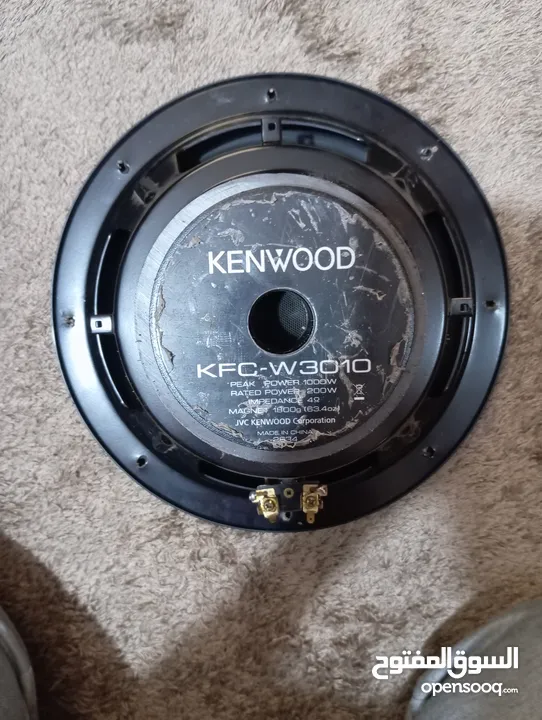 KENWOOD
KFC-W3010
PEAK POWER 1000W
RATED POWER 200W
IMPEDANCE 4Ω
MAGNET 1800g (63.4oz)
JVC KENWOOD Corporation
MADE IN CHINA
السوق المفتوح
opensooq.com